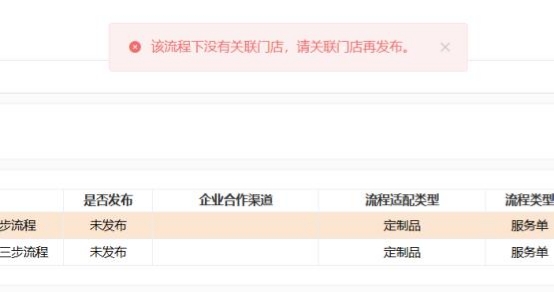 该流程下没有关联门店，请关联门店再发布。
是否发布 企业合作渠道 流程适配类型 流程类型
步流程 未发布 定制品 服务单
三步流程 未发布 定制品 服务单